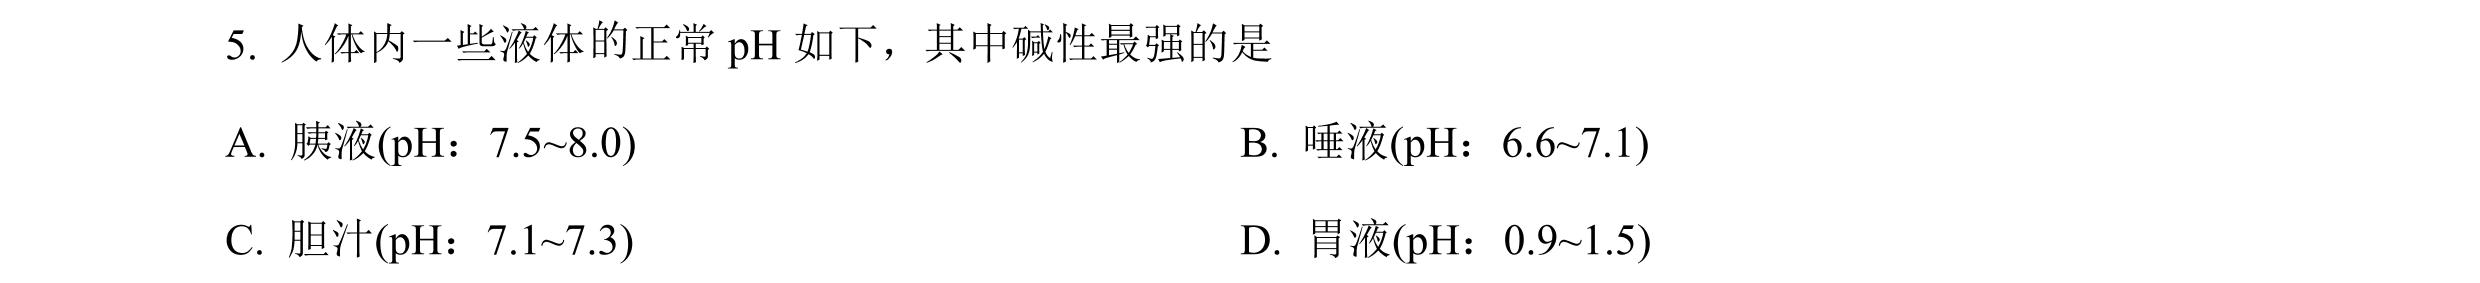 5. 人体内一些液体的正常 pH 如下，其中碱性最强的是
A. 胰液(pH：7.5~8.0) B. 唾液(pH：6.6~7.1)
C. 胆汁(pH：7.1~7.3) D. 胃液(pH：0.9~1.5)